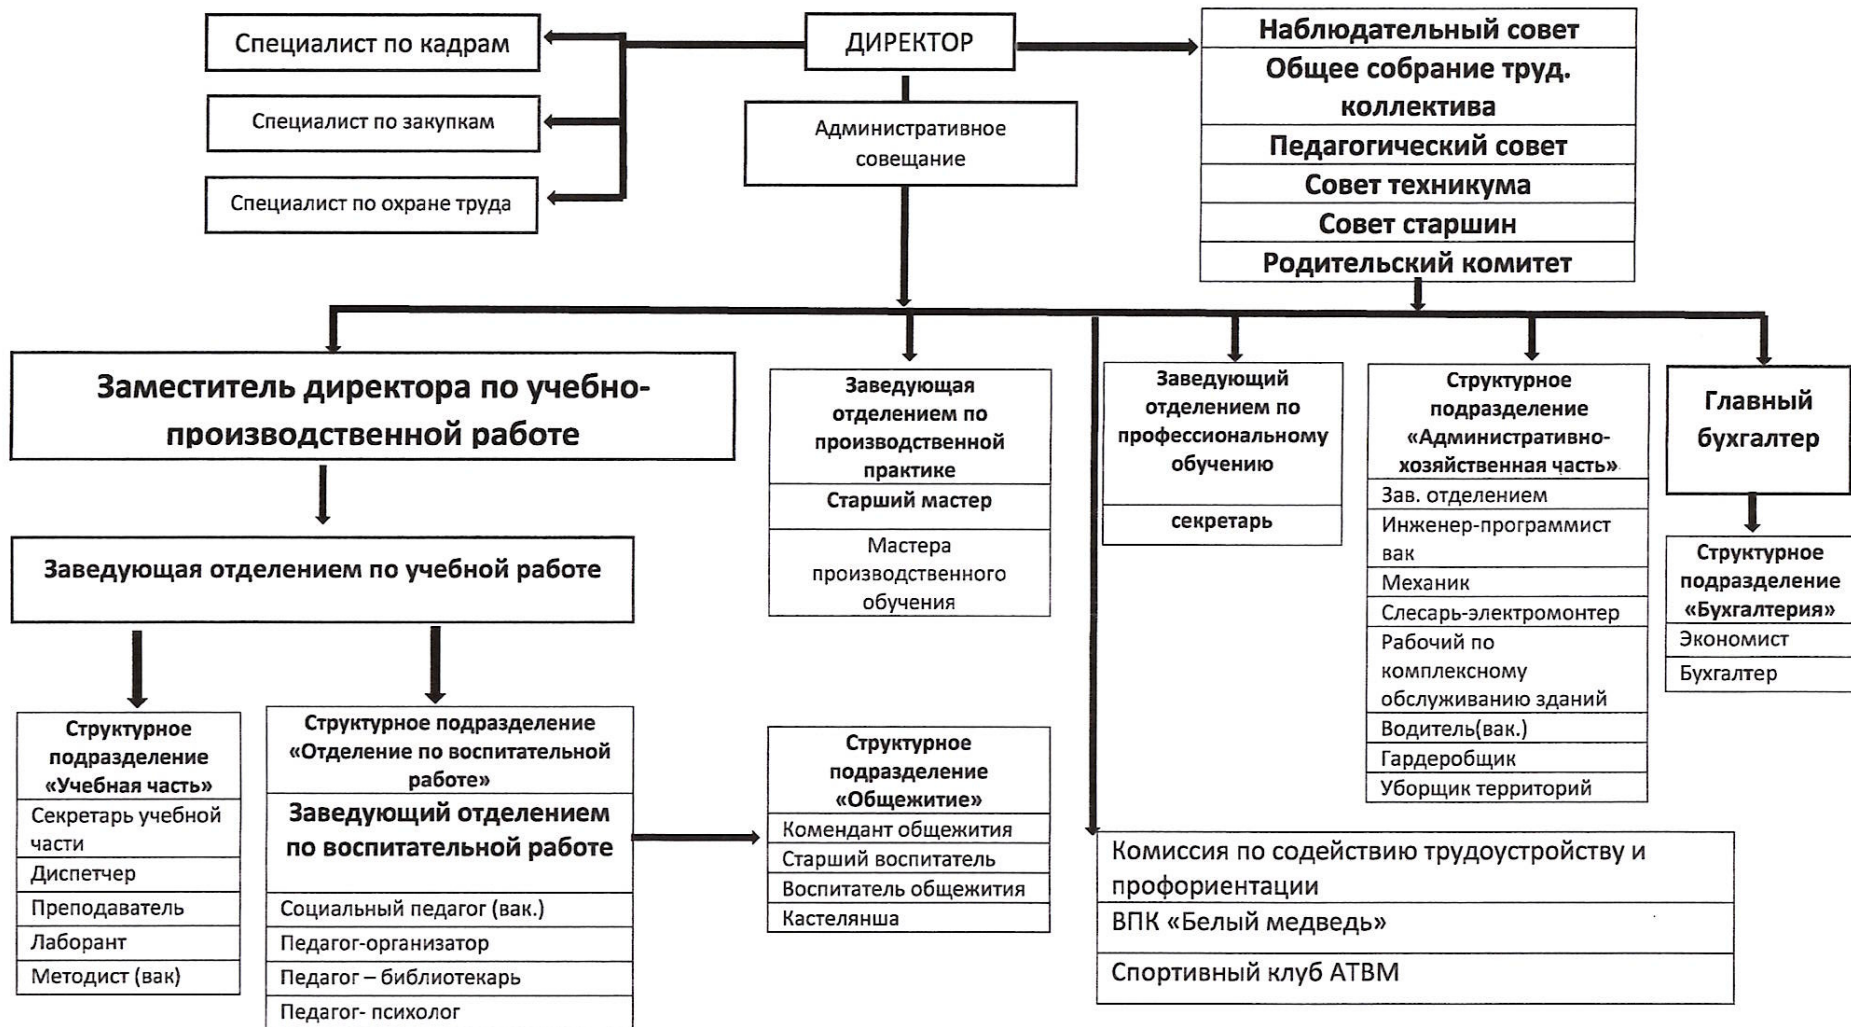 Специалист по кадрам
Специалист по закупкам
Специалист по охране труда
ДИРЕКТОР
Административное
совещание
Наблюдательный совет
Общее собрание труд.
коллектива
Педагогический совет
Совет техникума
Совет старшин
Родительский комитет
Заместитель директора по учебно-
производственной работе
Заведующая отделением по учебной работе
Структурное
подразделение
«Учебная часть»
Секретарь учебной
части
Диспетчер
Преподаватель
Лаборант
Методист (вак)
Структурное подразделение
«Отделение по воспитательной
работе»
Заведующий отделением
по воспитательной работе
Социальный педагог (вак.)
Педагог-организатор
Педагог – библиотекарь
Педагог- психолог
Структурное
подразделение
«Общежитие»
Комендант общежития
Старший воспитатель
Воспитатель общежития
Кастелянша
Заведующая
отделением по
производственной
практике
Старший мастер
Мастера
производственного
обучения
Заведующий
отделением по
профессиональному
обучению
секретарь
Структурное
подразделение
«Административно-
хозяйственная часть»
Зав. отделением
Инженер-программист
вак
Механик
Слесарь-электромонтер
Рабочий по
комплексному
обслуживанию зданий
Водитель(вак.)
Гардеробщик
Уборщик территорий
Главный
бухгалтер
Структурное
подразделение
«Бухгалтерия»
Экономист
Бухгалтер
Комиссия по содействию трудоустройству и
профориентации
ВПК «Белый медведь»
Спортивный клуб АТВМ